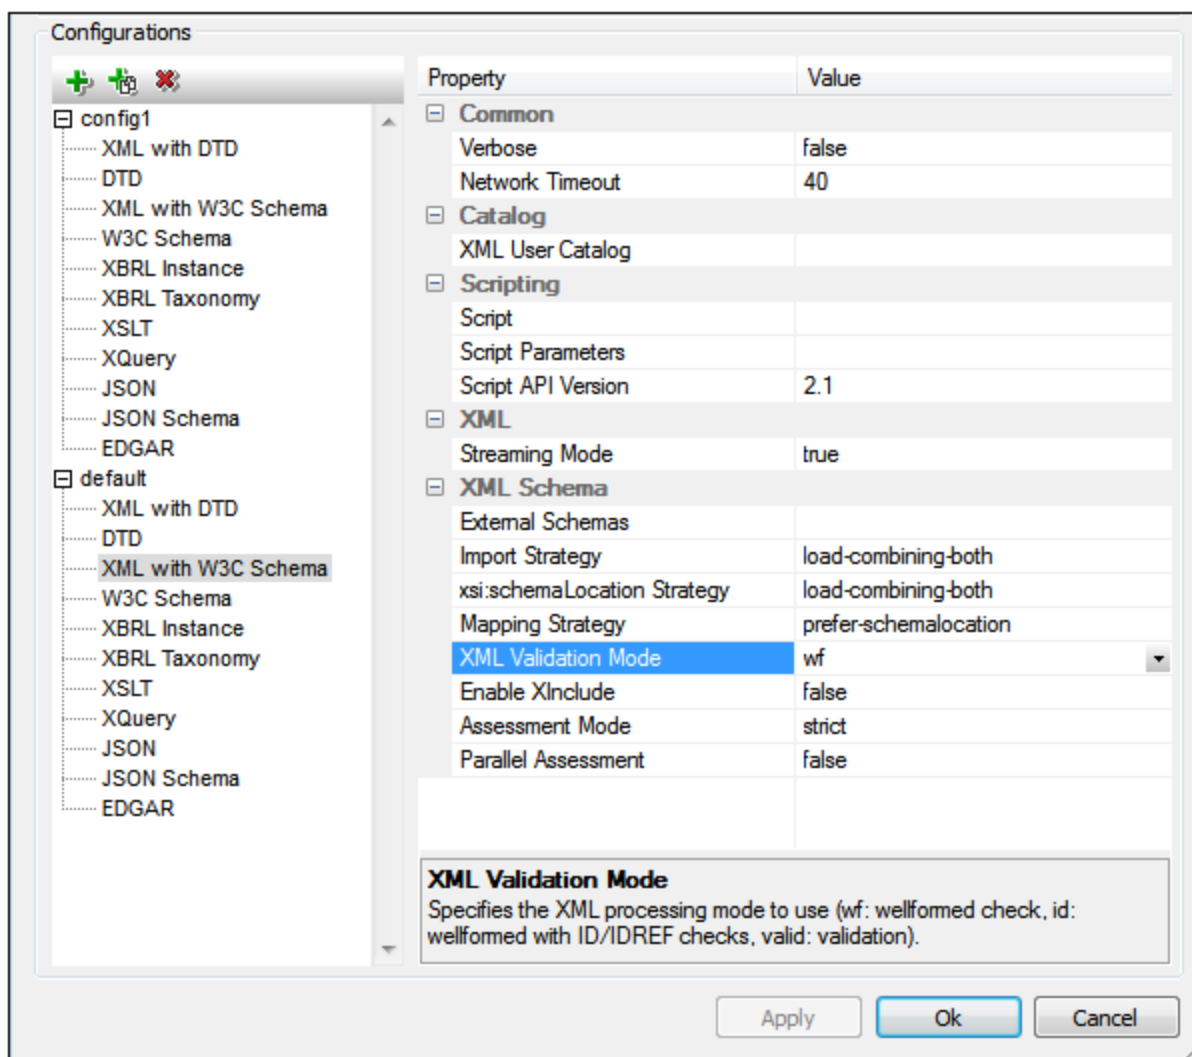 Configurations
config1
XML with DTD
DTD
XML with W3C Schema
W3C Schema
XBRL Instance
XBRL Taxonomy
XSLT
XQuery
JSON
JSON Schema
EDGAR
default
XML with DTD
DTD
XML with W3C Schema
W3C Schema
XBRL Instance
XBRL Taxonomy
XSLT
XQuery
JSON
JSON Schema
EDGAR
Property Value
Common
Verbose false
Network Timeout 40
Catalog
XML User Catalog
Scripting
Script
Script Parameters
Script API Version 2.1
XML
Streaming Mode true
XML Schema
External Schemas
Import Strategy load-combining-both
xsi:schemaLocation Strategy load-combining-both
Mapping Strategy prefer-schemalocation
XML Validation Mode wf
Enable XInclude false
Assessment Mode strict
Parallel Assessment false
XML Validation Mode
Specifies the XML processing mode to use (wf: wellformed check, id:
wellformed with ID/IDREF checks, valid: validation).
Apply Ok Cancel